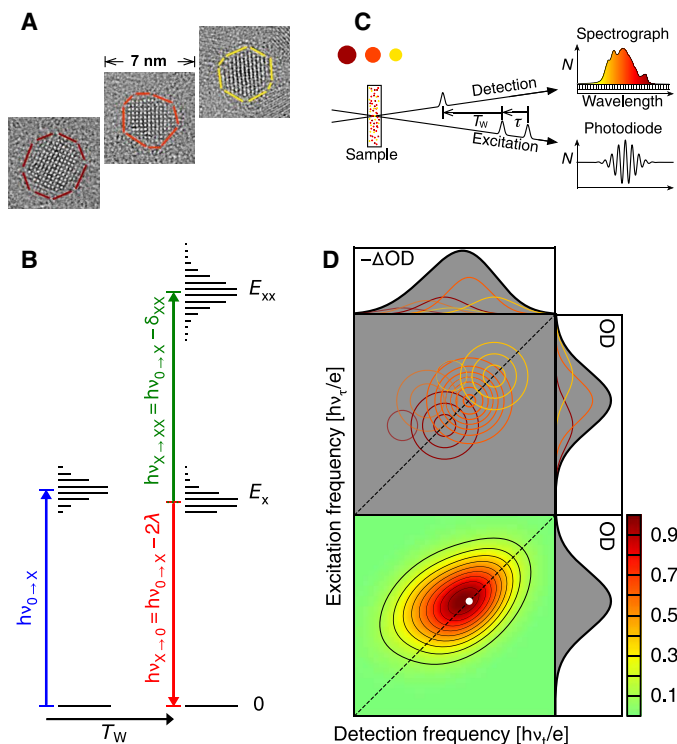 A
7 nm
B
E_xx
hν_X→XX = hν_0→X − δ_XX
E_x
hν_0→X
hν_X→0 = hν_0→X − 2λ
0
T_W
C
Spectrograph
N
Wavelength
Detection
T_W
τ
Excitation
Sample
Photodiode
N
D
−ΔOD
OD
Excitation frequency [hν_τ/e]
OD
0.9
0.7
0.5
0.3
0.1
Detection frequency [hν_t/e]